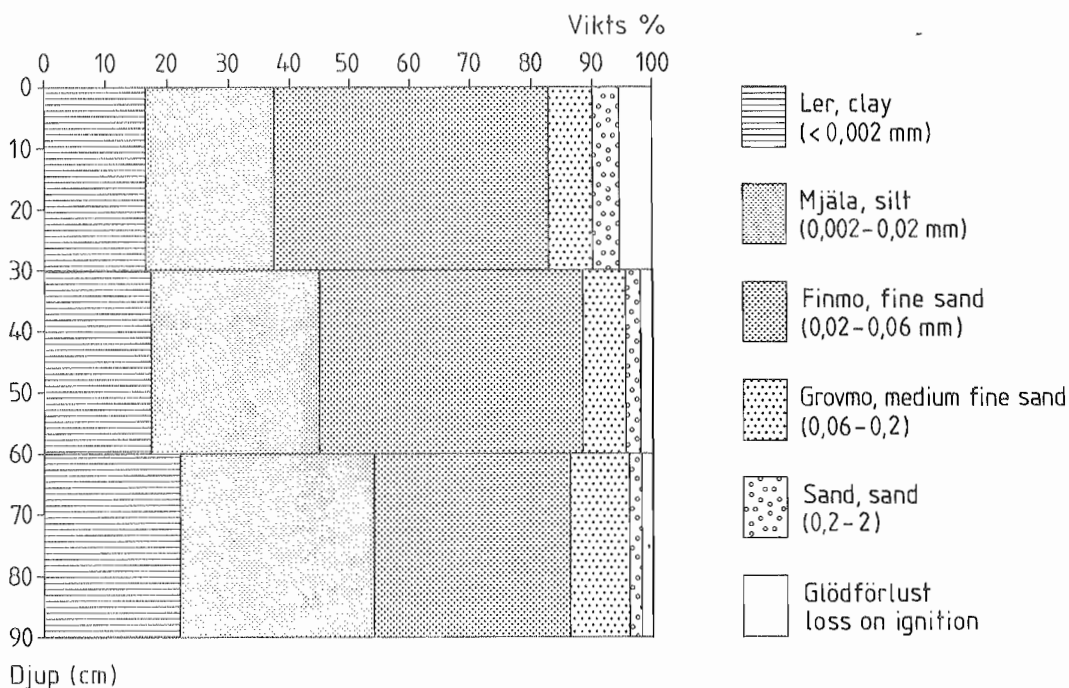 Vikts %
0 10 20 30 40 50 60 70 80 90 100
0
10
20
30
40
50
60
70
80
90
Djup (cm)
Ler, clay
(< 0,002 mm)
Mjäla, silt
(0,002-0,02 mm)
Finmo, fine sand
(0,02-0,06 mm)
Grovmo, medium fine sand
(0,06-0,2)
Sand, sand
(0,2-2)
Glödförlust
loss on ignition